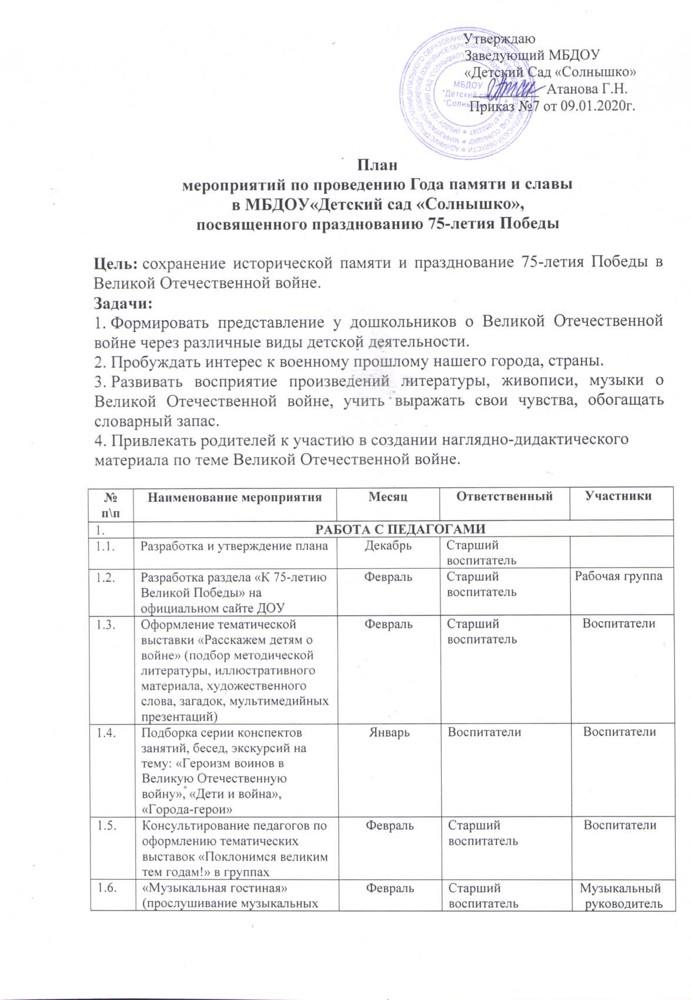 Утверждаю
Заведующий МБДОУ
«Детский Сад «Солнышко»
Атанова Г.Н.
Приказ №7 от 09.01.2020г.
МБДОУ
"Детский сад
"Солнышко"
План
мероприятий по проведению Года памяти и славы
в МБДОУ«Детский сад «Солнышко»,
посвященного празднованию 75-летия Победы
Цель: сохранение исторической памяти и празднование 75-летия Победы в
Великой Отечественной войне.
Задачи:
1. Формировать представление у дошкольников о Великой Отечественной
войне через различные виды детской деятельности.
2. Пробуждать интерес к военному прошлому нашего города, страны.
3. Развивать восприятие произведений литературы, живописи, музыки о
Великой Отечественной войне, учить выражать свои чувства, обогащать
словарный запас.
4. Привлекать родителей к участию в создании наглядно-дидактического
материала по теме Великой Отечественной войне.
№ Наименование мероприятия Месяц Ответственный Участники
п\п
1. РАБОТА С ПЕДАГОГАМИ
1.1. Разработка и утверждение плана Декабрь Старший
воспитатель
1.2. Разработка раздела «К 75-летию Февраль Старший Рабочая группа
Великой Победы» на воспитатель
официальном сайте ДОУ
1.3. Оформление тематической Февраль Старший Воспитатели
выставки «Расскажем детям о воспитатель
войне» (подбор методической
литературы, иллюстративного
материала, художественного
слова, загадок, мультимедийных
презентаций)
1.4. Подборка серии конспектов Январь Воспитатели Воспитатели
занятий, бесед, экскурсий на
тему: «Героизм воинов в
Великую Отечественную
войну», «Дети и война»,
«Города-герои»
1.5. Консультирование педагогов по Февраль Старший Воспитатели
оформлению тематических воспитатель
выставок «Поклонимся великим
тем годам!» в группах
1.6. «Музыкальная гостиная» Февраль Старший Музыкальный
(прослушивание музыкальных воспитатель руководитель